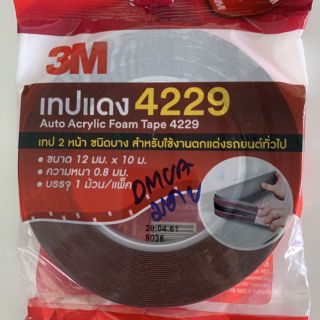 3M
เทปแดง 4229
Auto Acrylic Foam Tape 4229
เทป 2 หน้า ชนิดบาง สำหรับใช้งานตกแต่งรถยนต์ทั่วไป
• ขนาด 12 มม. x 10 ม.
• ความหนา 0.8 มม.
• บรรจุ 1 ม้วน/แพ็ค
28.04.61
8026